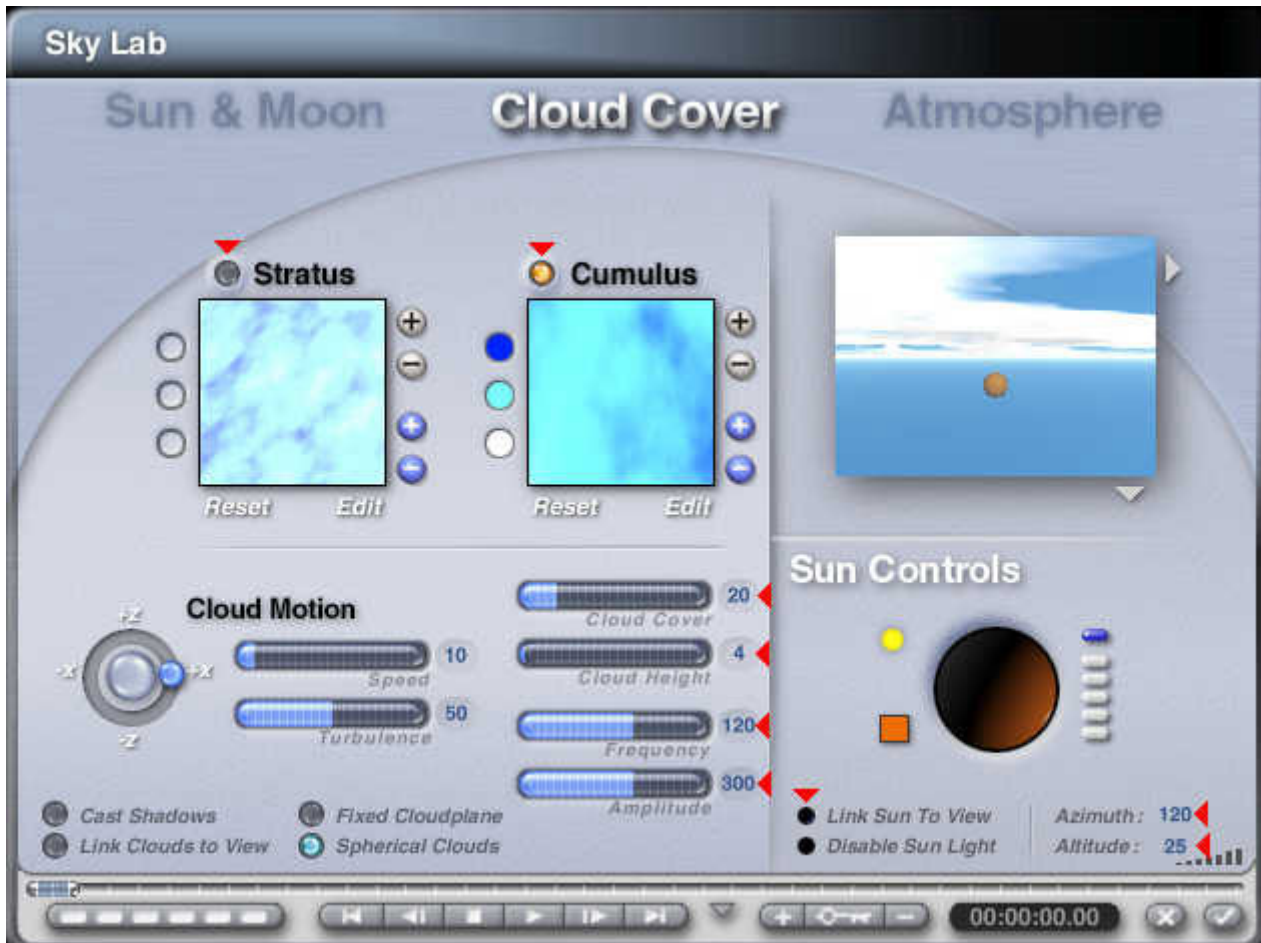 Sky Lab
Sun & Moon Cloud Cover Atmosphere
Stratus Cumulus
Reset Edit Reset Edit
Sun Controls
Cloud Motion
20
Cloud Cover
+Z
-X +X
-Z
10
Speed
4
Cloud Height
50
Turbulence
120
Frequency
300
Amplitude
Cast Shadows Fixed Cloudplane
Link Clouds to View Spherical Clouds
Link Sun To View Azimuth: 120
Disable Sun Light Altitude: 25
00:00:00.00